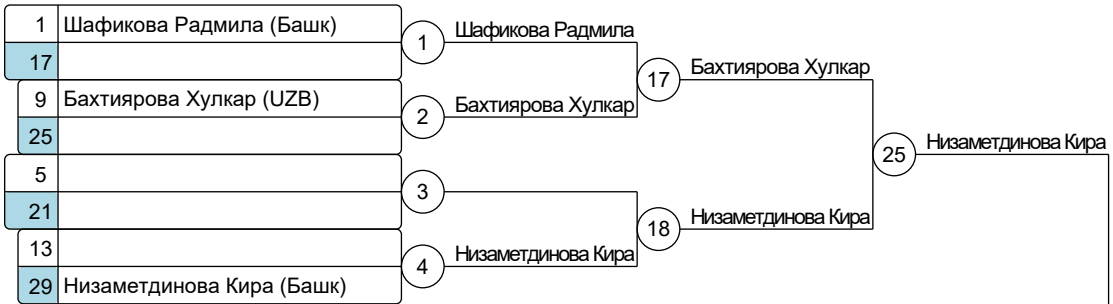 1 Шафикова Радмила (Башк)
17
1 Шафикова Радмила
9 Бахтиярова Хулкар (UZB)
25
2 Бахтиярова Хулкар
17 Бахтиярова Хулкар
5
21
3
13
29 Низаметдинова Кира (Башк)
4 Низаметдинова Кира
18 Низаметдинова Кира
25 Низаметдинова Кира